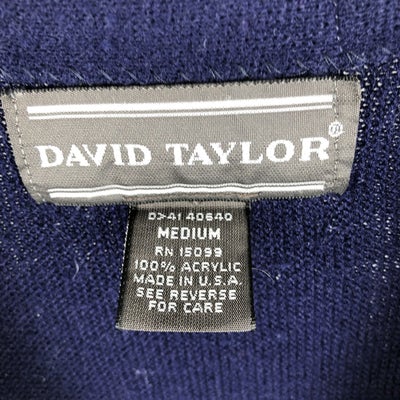 DAVID TAYLOR®
D>41 40640
MEDIUM
RN 15099
100% ACRYLIC
MADE IN U.S.A.
SEE REVERSE
FOR CARE